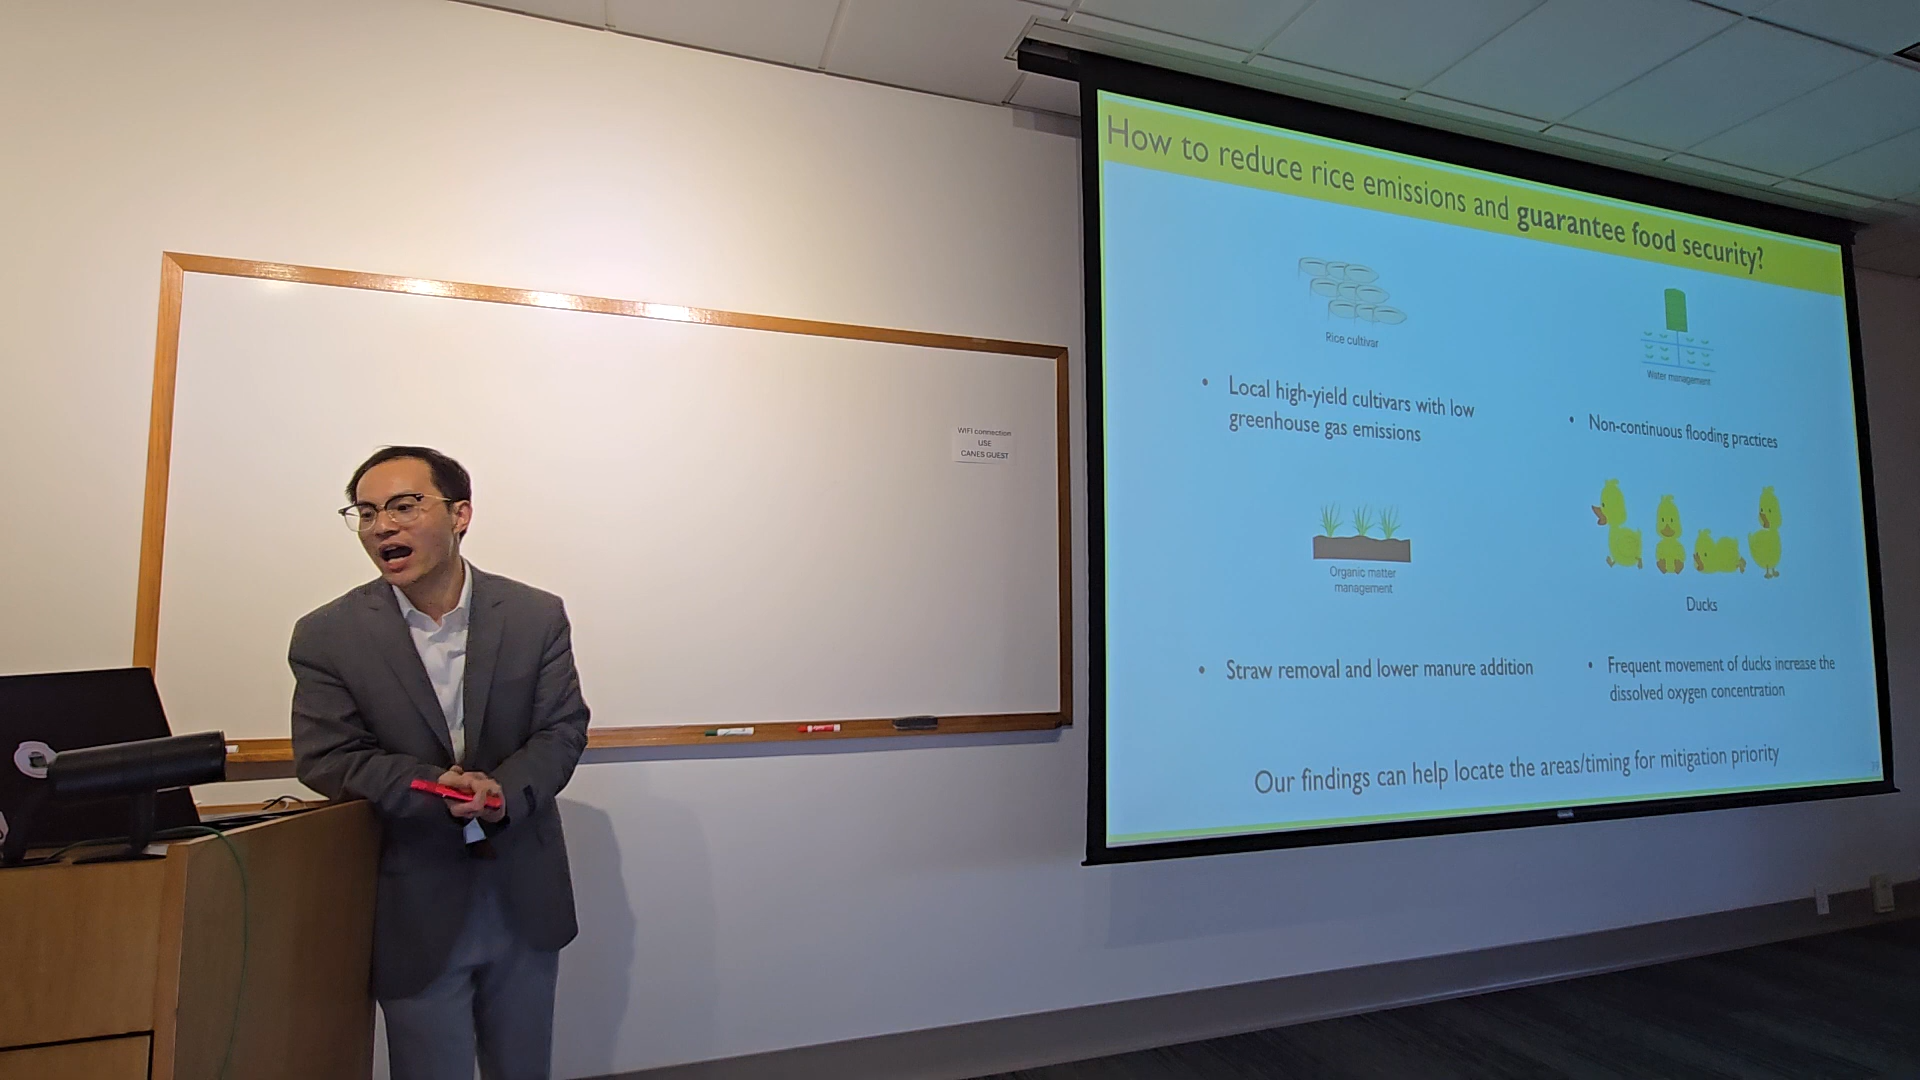 How to reduce rice emissions and guarantee food security?
Rice cultivar
Water management
• Local high-yield cultivars with low
greenhouse gas emissions
• Non-continuous flooding practices
Organic matter
management
Ducks
• Straw removal and lower manure addition
• Frequent movement of ducks increase the
dissolved oxygen concentration
Our findings can help locate the areas/timing for mitigation priority
WIFI connection
USE
CANES GUEST